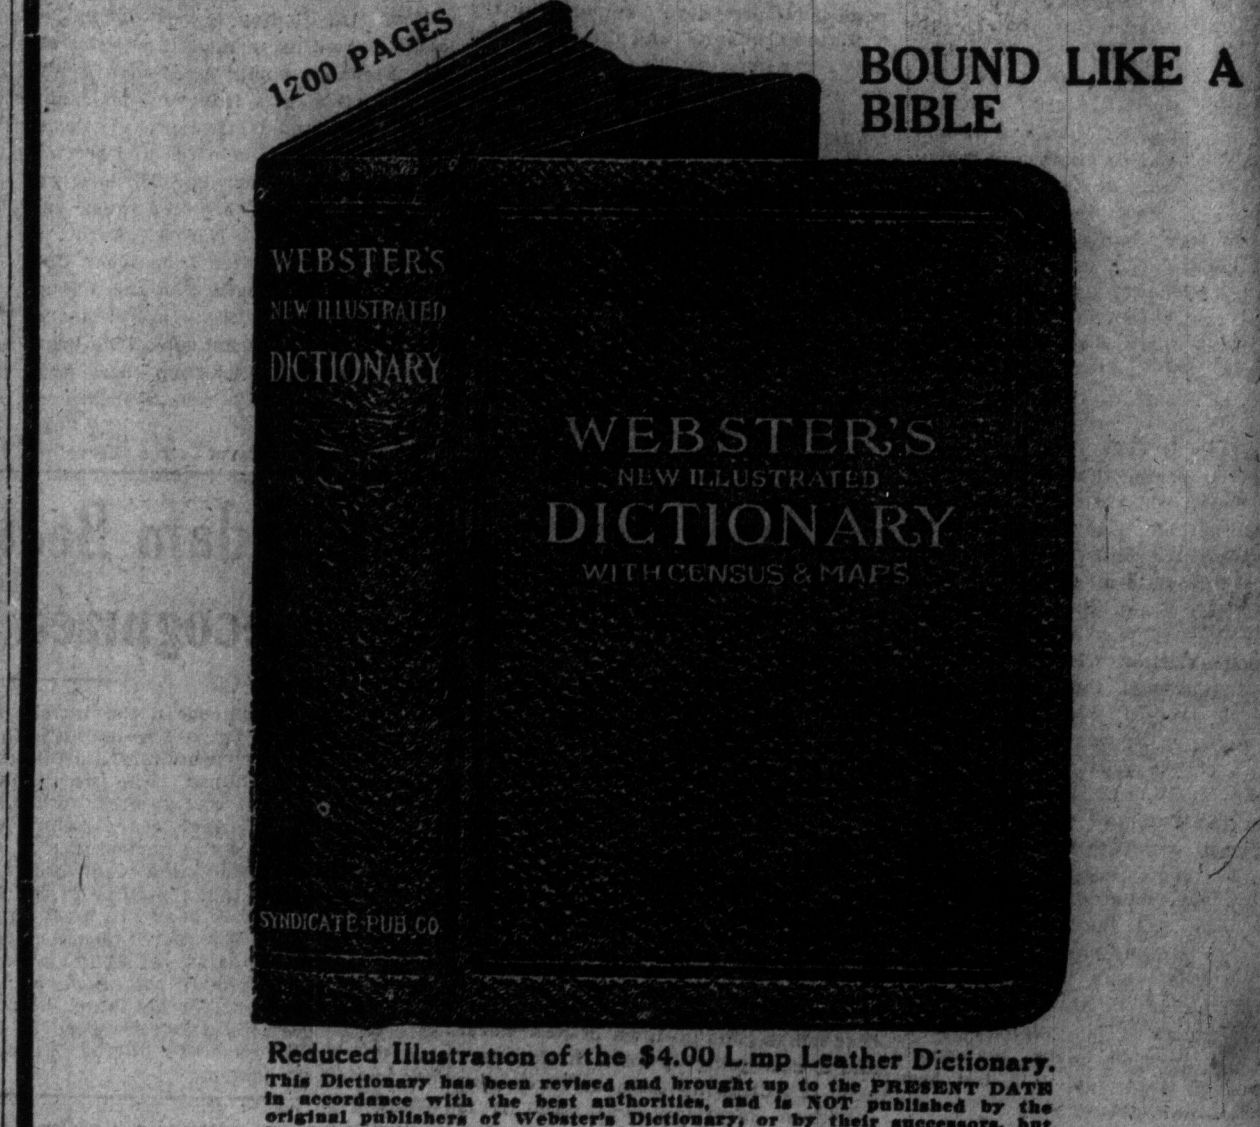 1200 PAGES
BOUND LIKE A
BIBLE
WEBSTER'S
NEW ILLUSTRATED
DICTIONARY
WEBSTER'S
NEW ILLUSTRATED
DICTIONARY
WITH CENSUS & MAPS
SYNDICATE PUB. CO.
Reduced Illustration of the $4.00 L mp Leather Dictionary.
This Dictionary has been revised and brought up to the PRESENT DATE
in accordance with the best authorities, and is NOT published by the
original publishers of Webster's Dictionary, or by their successors, but